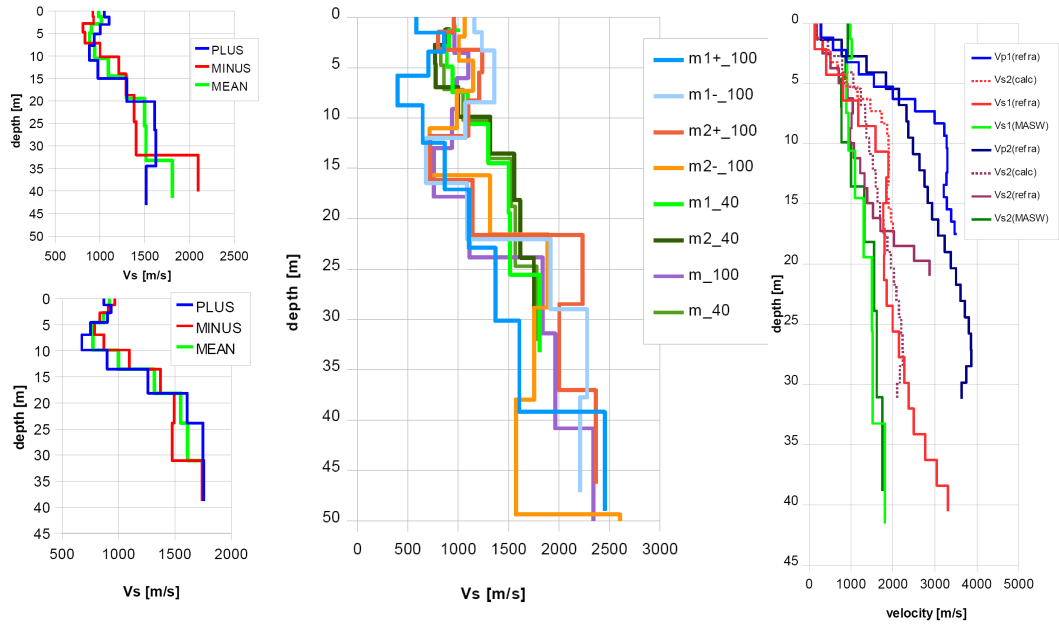 0
5
10
15
20
25
30
35
40
45
50
depth [m]
500
1000
1500
2000
2500
Vs [m/s]
PLUS
MINUS
MEAN
0
5
10
15
20
25
30
35
40
45
depth [m]
500
1000
1500
2000
Vs [m/s]
PLUS
MINUS
MEAN
0
5
10
15
20
25
30
35
40
45
50
depth [m]
0
500
1000
1500
2000
2500
3000
Vs [m/s]
m1+_100
m1-_100
m2+_100
m2-_100
m1_40
m2_40
m_100
m_40
0
5
10
15
20
25
30
35
40
45
depth [m]
0
1000
2000
3000
4000
5000
velocity [m/s]
Vp1(refra)
Vs2(calc)
Vs1(refra)
Vs1(MASW)
Vp2(refra)
Vs2(calc)
Vs2(refra)
Vs2(MASW)